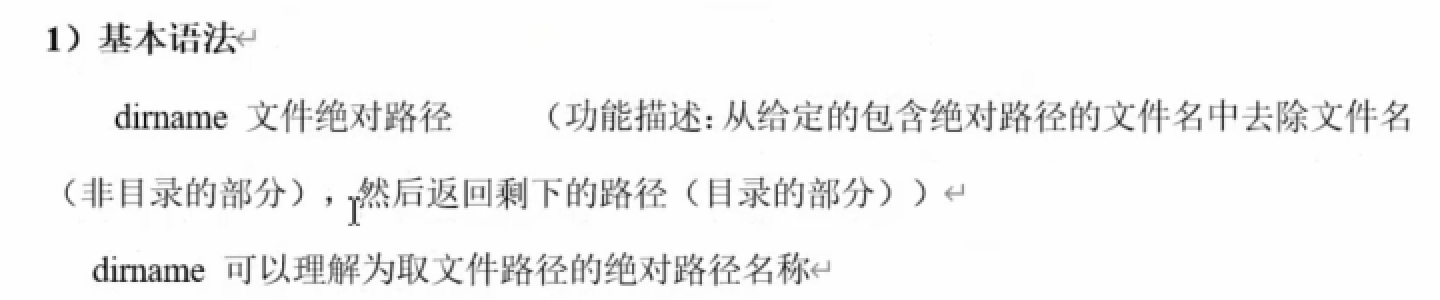 1）基本语法
dirname 文件绝对路径 （功能描述：从给定的包含绝对路径的文件名中去除文件名
（非目录的部分），然后返回剩下的路径（目录的部分））
dirname 可以理解为取文件路径的绝对路径名称